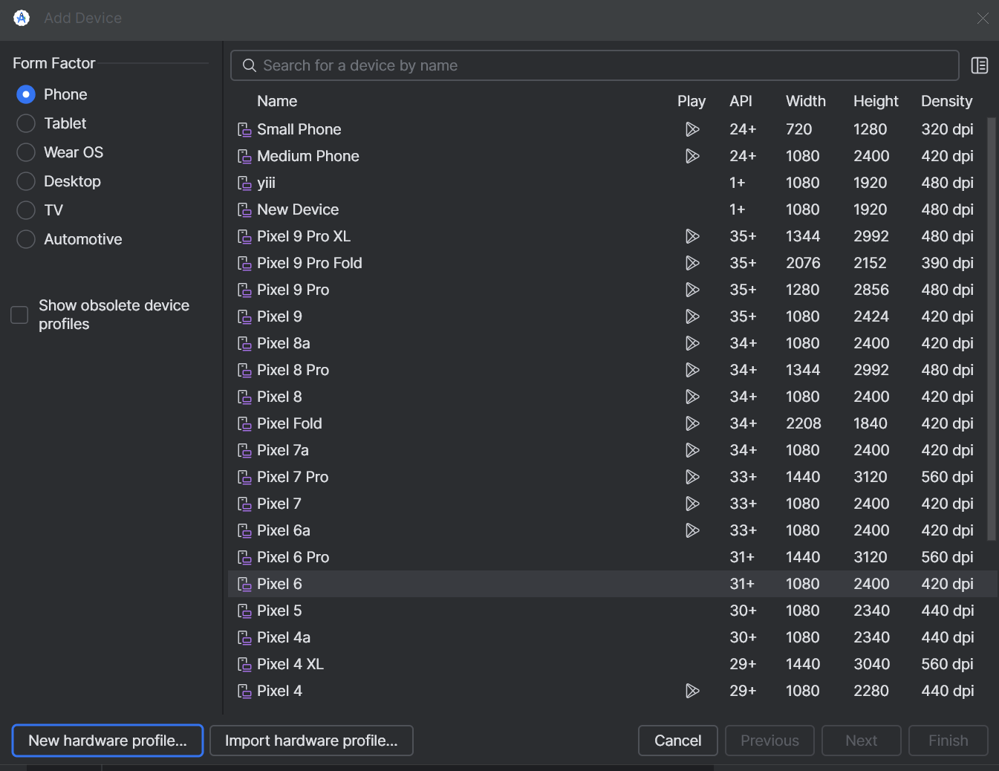 Add Device
Form Factor
Phone
Tablet
Wear OS
Desktop
TV
Automotive
Show obsolete device
profiles
Search for a device by name
Name Play API Width Height Density
Small Phone 24+ 720 1280 320 dpi
Medium Phone 24+ 1080 2400 420 dpi
yiii 1+ 1080 1920 480 dpi
New Device 1+ 1080 1920 480 dpi
Pixel 9 Pro XL 35+ 1344 2992 480 dpi
Pixel 9 Pro Fold 35+ 2076 2152 390 dpi
Pixel 9 Pro 35+ 1280 2856 480 dpi
Pixel 9 35+ 1080 2424 420 dpi
Pixel 8a 34+ 1080 2400 420 dpi
Pixel 8 Pro 34+ 1344 2992 480 dpi
Pixel 8 34+ 1080 2400 420 dpi
Pixel Fold 34+ 2208 1840 420 dpi
Pixel 7a 34+ 1080 2400 420 dpi
Pixel 7 Pro 33+ 1440 3120 560 dpi
Pixel 7 33+ 1080 2400 420 dpi
Pixel 6a 33+ 1080 2400 420 dpi
Pixel 6 Pro 31+ 1440 3120 560 dpi
Pixel 6 31+ 1080 2400 420 dpi
Pixel 5 30+ 1080 2340 440 dpi
Pixel 4a 30+ 1080 2340 440 dpi
Pixel 4 XL 29+ 1440 3040 560 dpi
Pixel 4 29+ 1080 2280 440 dpi
New hardware profile... Import hardware profile... Cancel Previous Next Finish